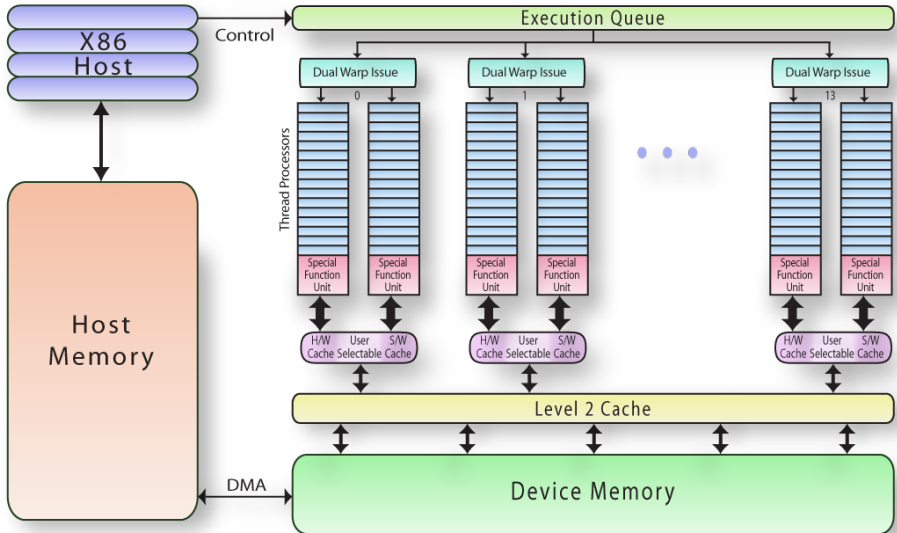 X86
Host
Control
Execution Queue
Dual Warp Issue
Dual Warp Issue
Dual Warp Issue
0
1
13
Thread Processors
Special
Function
Unit
Special
Function
Unit
Special
Function
Unit
Special
Function
Unit
Special
Function
Unit
Special
Function
Unit
H/W User S/W
Cache Selectable Cache
H/W User S/W
Cache Selectable Cache
H/W User S/W
Cache Selectable Cache
Host
Memory
Level 2 Cache
DMA
Device Memory